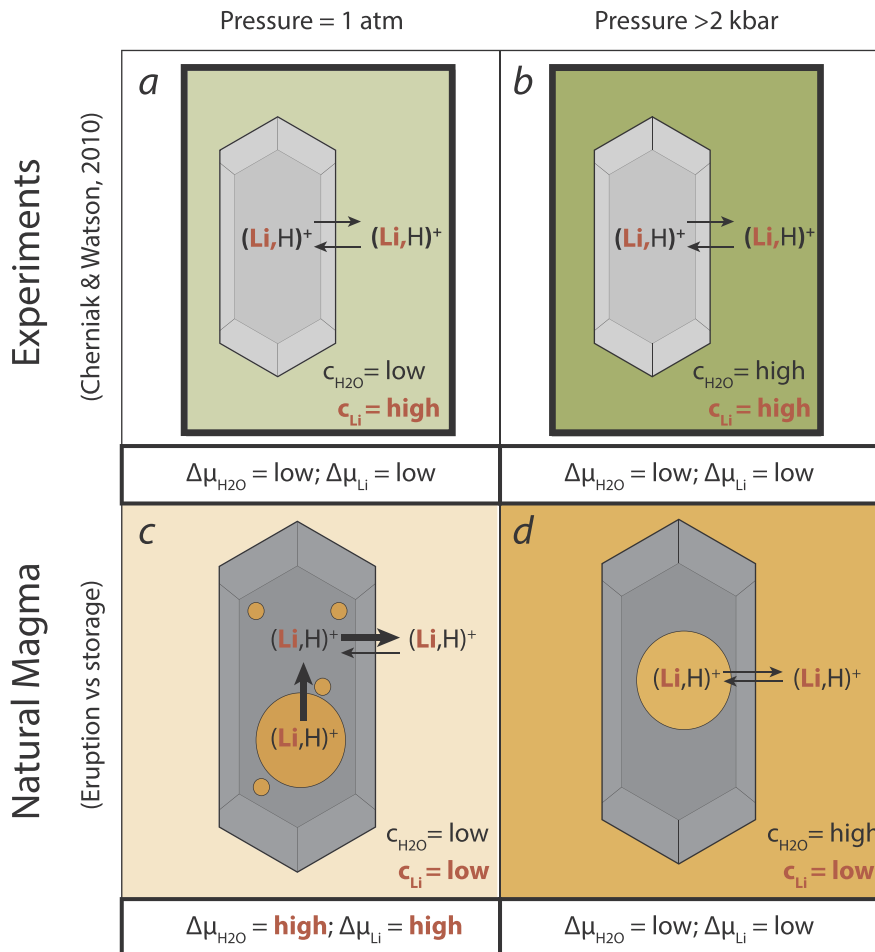 Pressure = 1 atm
Pressure >2 kbar
Experiments
(Cherniak & Watson, 2010)
a
(Li,H)⁺
(Li,H)⁺
c_H2O = low
c_Li = high
b
(Li,H)⁺
(Li,H)⁺
c_H2O = high
c_Li = high
Δμ_H2O = low; Δμ_Li = low
Δμ_H2O = low; Δμ_Li = low
Natural Magma
(Eruption vs storage)
c
(Li,H)⁺
(Li,H)⁺
(Li,H)⁺
c_H2O = low
c_Li = low
d
(Li,H)⁺
(Li,H)⁺
c_H2O = high
c_Li = low
Δμ_H2O = high; Δμ_Li = high
Δμ_H2O = low; Δμ_Li = low